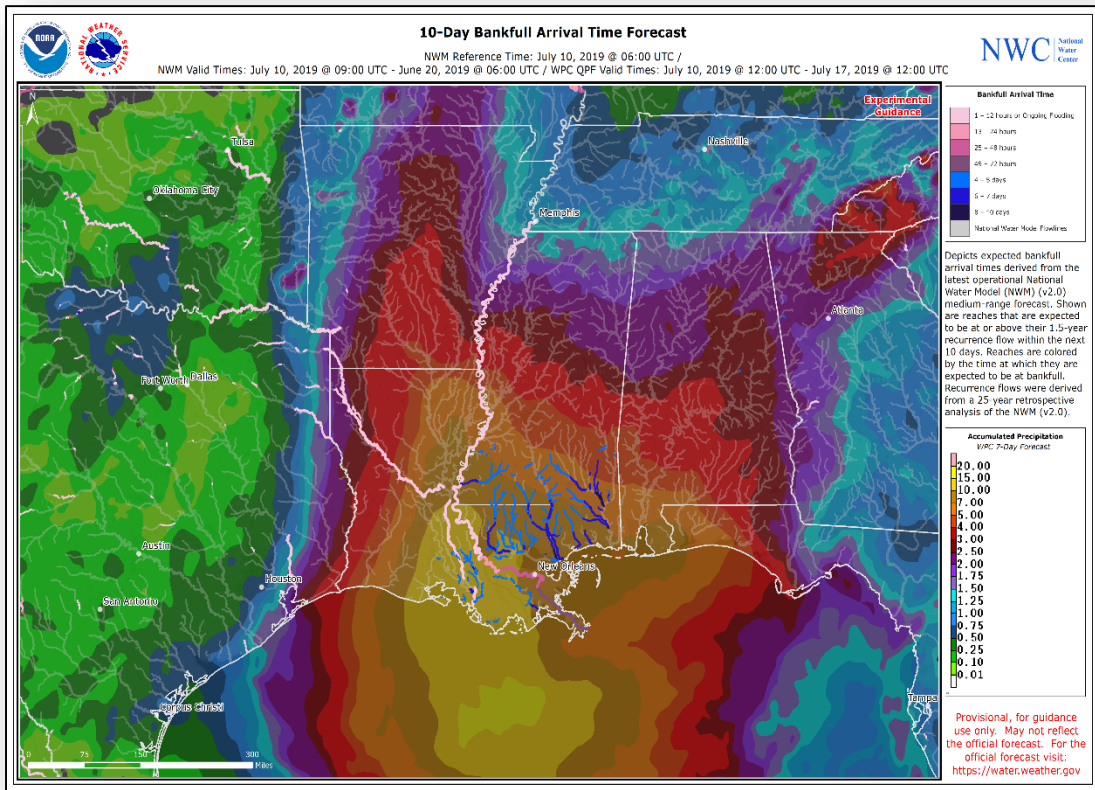 10-Day Bankfull Arrival Time Forecast
NWM Reference Time: July 10, 2019 @ 06:00 UTC /
NWM Valid Times: July 10, 2019 @ 09:00 UTC - June 20, 2019 @ 06:00 UTC / WPC QPF Valid Times: July 10, 2019 @ 12:00 UTC - July 17, 2019 @ 12:00 UTC
NOAA
NATIONAL WEATHER SERVICE
NWC
National
Water
Center
N
Experimental
Guidance
Tulsa
Nashville
Oklahoma City
Memphis
Atlanta
Fort Worth
Dallas
Austin
Houston
New Orleans
San Antonio
Corpus Christi
Tampa
0 75 150 300
Miles
Bankfull Arrival Time
1 - 12 hours or Ongoing Flooding
13 - 24 hours
25 - 48 hours
49 - 72 hours
4 - 5 days
6 - 7 days
8 - 10 days
National Water Model Flowlines
Depicts expected bankfull
arrival times derived from the
latest operational National
Water Model (NWM) (v2.0)
medium-range forecast. Shown
are reaches that are expected
to be at or above their 1.5-year
recurrence flow within the next
10 days. Reaches are colored
by the time at which they are
expected to be at bankfull.
Recurrence flows were derived
from a 25-year retrospective
analysis of the NWM (v2.0).
Accumulated Precipitation
WPC 7-Day Forecast
20.00
15.00
10.00
7.00
5.00
4.00
3.00
2.50
2.00
1.75
1.50
1.25
1.00
0.75
0.50
0.25
0.10
0.01
Provisional, for guidance
use only. May not reflect
the official forecast. For the
official forecast visit:
https://water.weather.gov